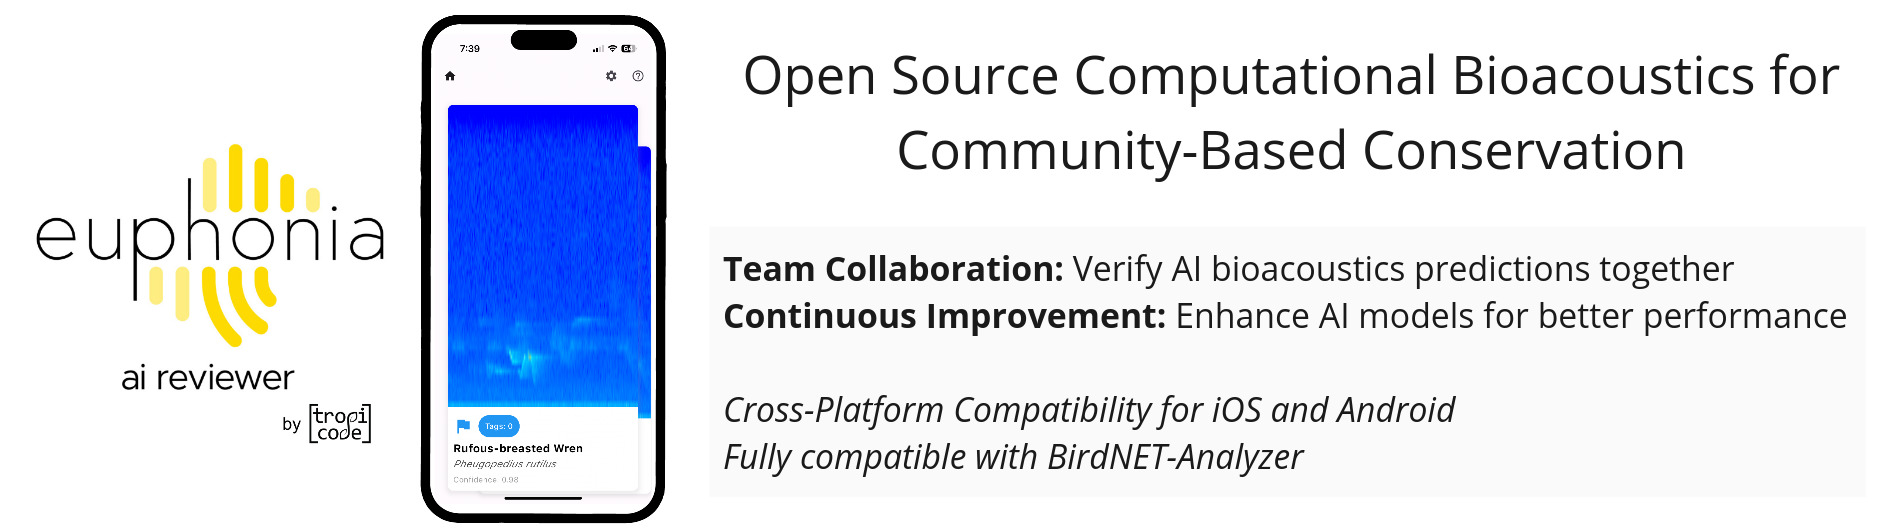 euphonia
ai reviewer
by [tropi
code]
7:39
64
Tags: 0
Rufous-breasted Wren
Pheugopedius rutilus
Confidence 0.98
Open Source Computational Bioacoustics for
Community-Based Conservation
Team Collaboration: Verify AI bioacoustics predictions together
Continuous Improvement: Enhance AI models for better performance
Cross-Platform Compatibility for iOS and Android
Fully compatible with BirdNET-Analyzer